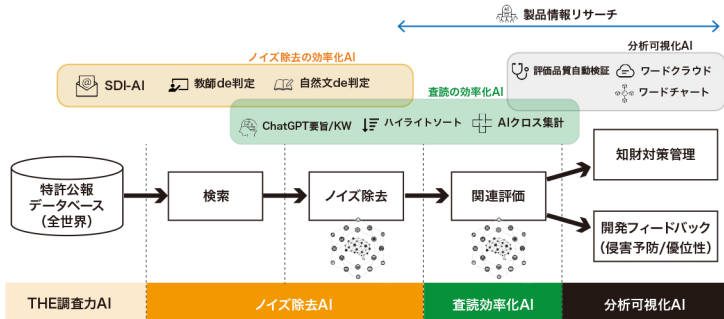 製品情報リサーチ
ノイズ除去の効率化AI
分析可視化AI
SDI-AI
教師de判定
自然文de判定
査読の効率化AI
評価品質自動検証
ワードクラウド
ワードチャート
ChatGPT要旨/KW
ハイライトソート
AIクロス集計
特許公報
データベース
(全世界)
検索
ノイズ除去
関連評価
知財対策管理
開発フィードバック
(侵害予防/優位性)
THE調査力AI
ノイズ除去AI
査読効率化AI
分析可視化AI